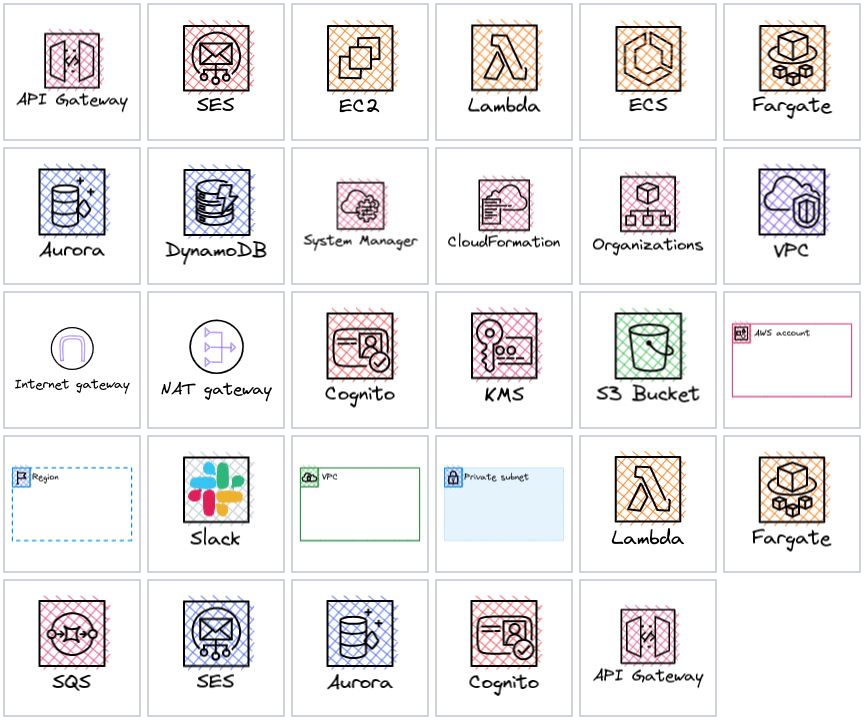 API Gateway
SES
EC2
Lambda
ECS
Fargate
Aurora
DynamoDB
System Manager
CloudFormation
Organizations
VPC
Internet gateway
NAT gateway
Cognito
KMS
S3 Bucket
AWS account
Region
Slack
VPC
Private subnet
Lambda
Fargate
SQS
SES
Aurora
Cognito
API Gateway